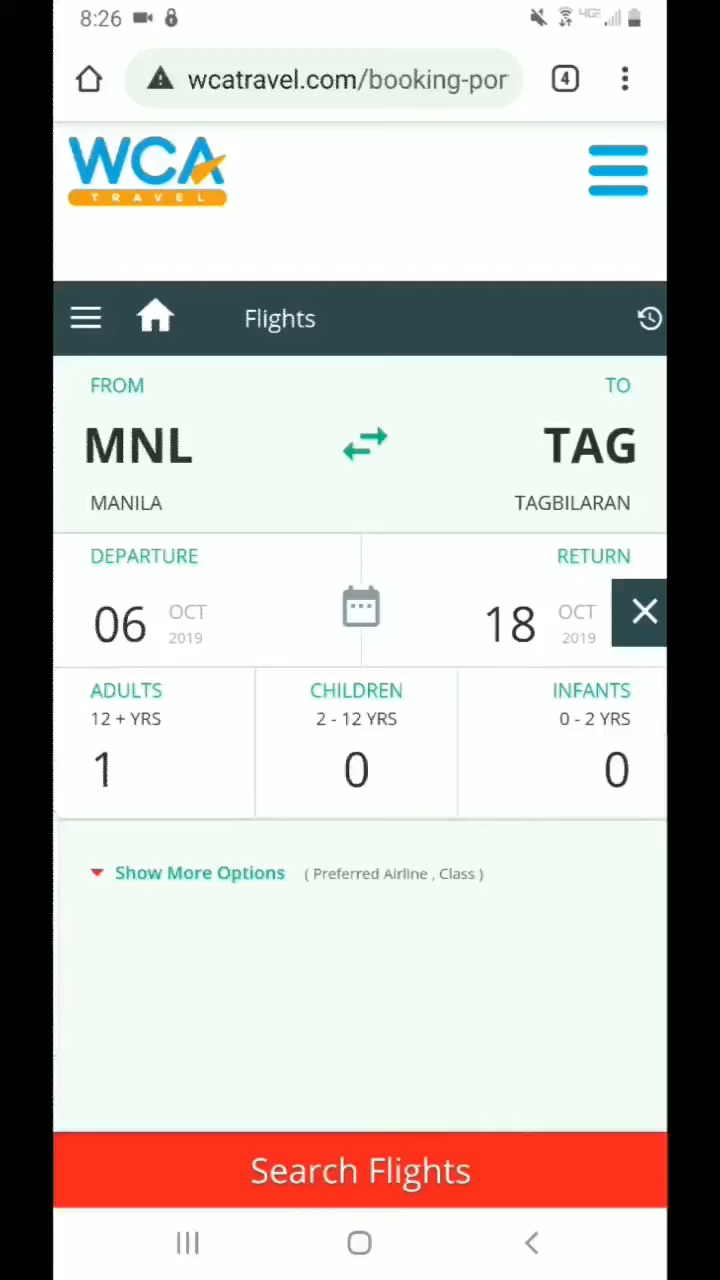 8:26
4GE
wcatravel.com/booking-por
4
WCA
TRAVEL
Flights
FROM
TO
MNL
TAG
MANILA
TAGBILARAN
DEPARTURE
RETURN
06 OCT 2019
18 OCT 2019
ADULTS
CHILDREN
INFANTS
12 + YRS
2 - 12 YRS
0 - 2 YRS
1
0
0
Show More Options ( Preferred Airline , Class )
Search Flights